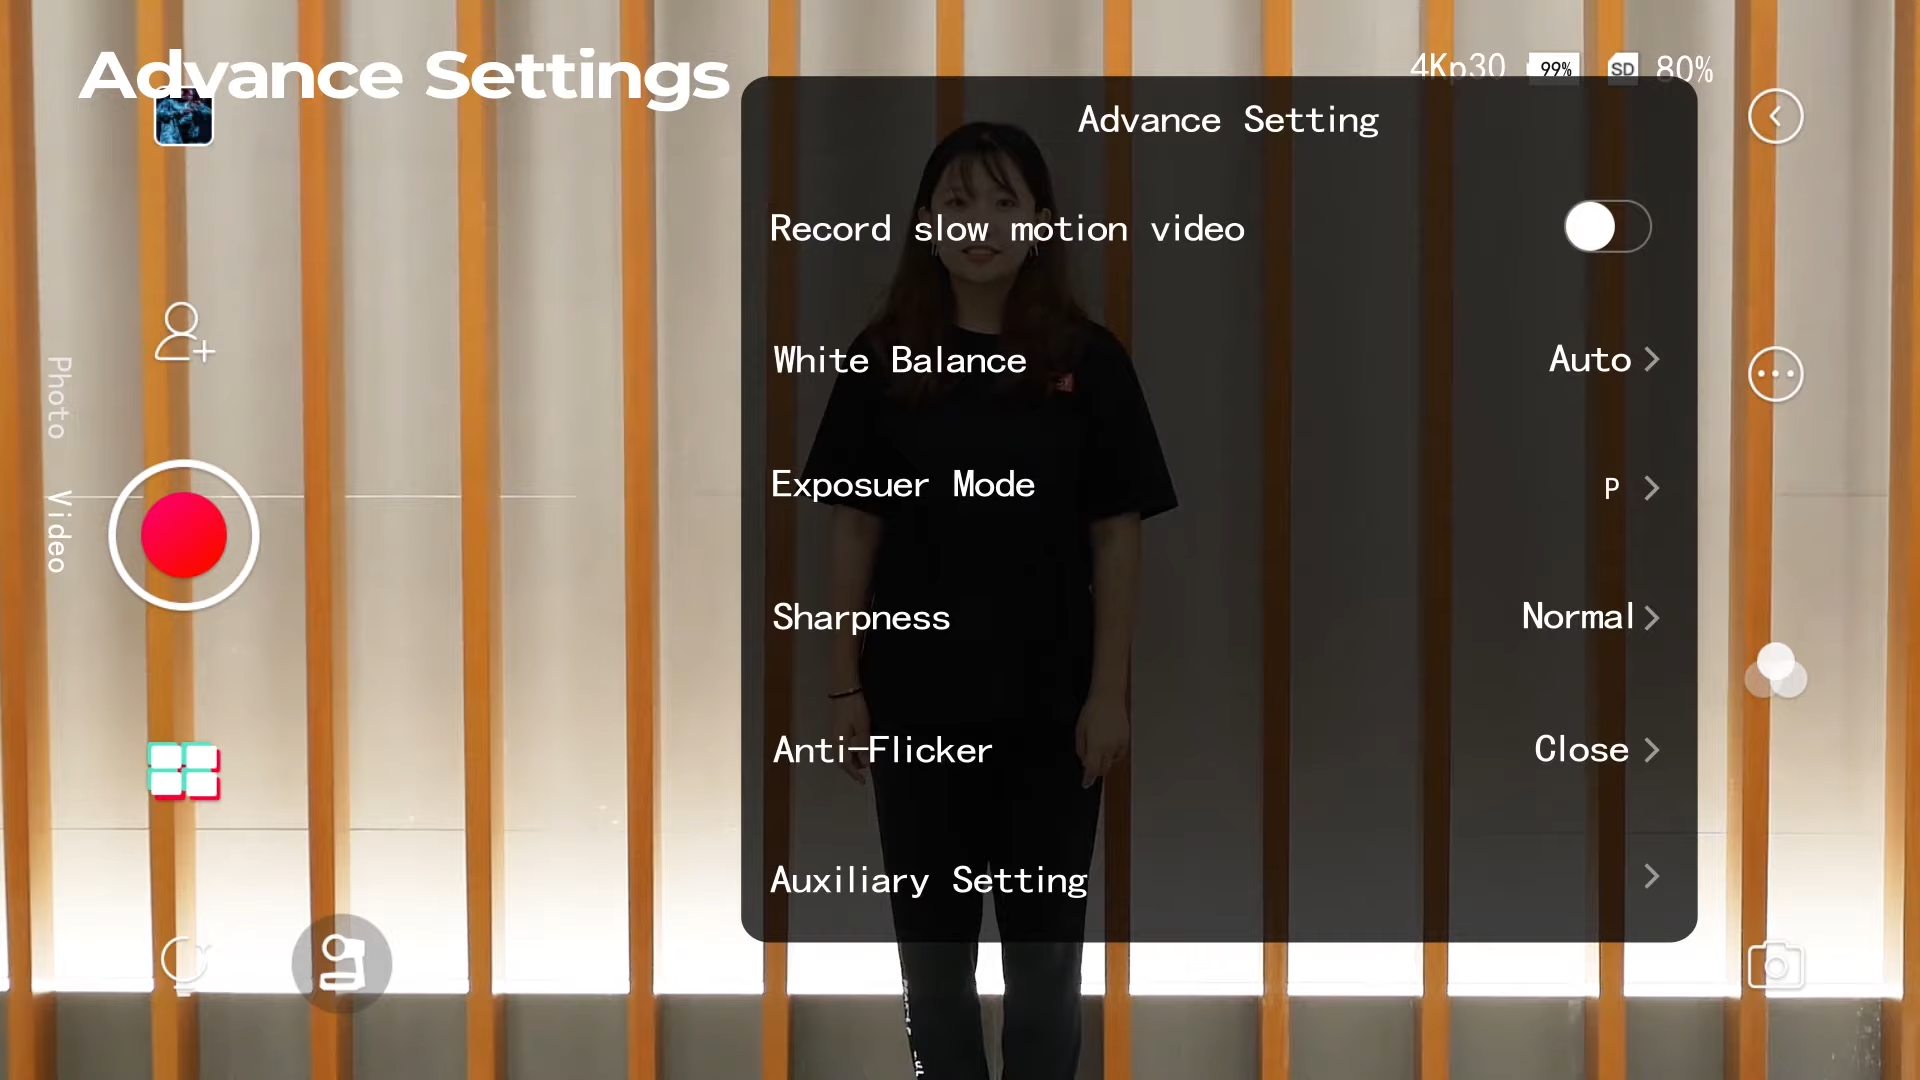 Advance Settings
4Kp30 99% SD 80%
Advance Setting
Record slow motion video
White Balance Auto
Exposuer Mode P
Sharpness Normal
Anti-Flicker Close
Auxiliary Setting
Photo
Video